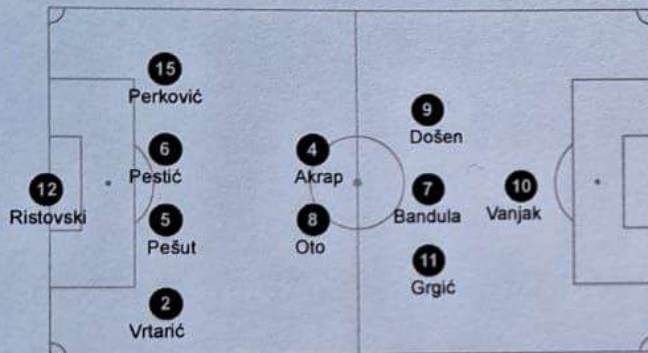 15
Perković
6
Pestić
12
Ristovski
5
Pešut
2
Vrtarić
4
Akrap
8
Oto
9
Došen
7
Bandula
11
Grgić
10
Vanjak